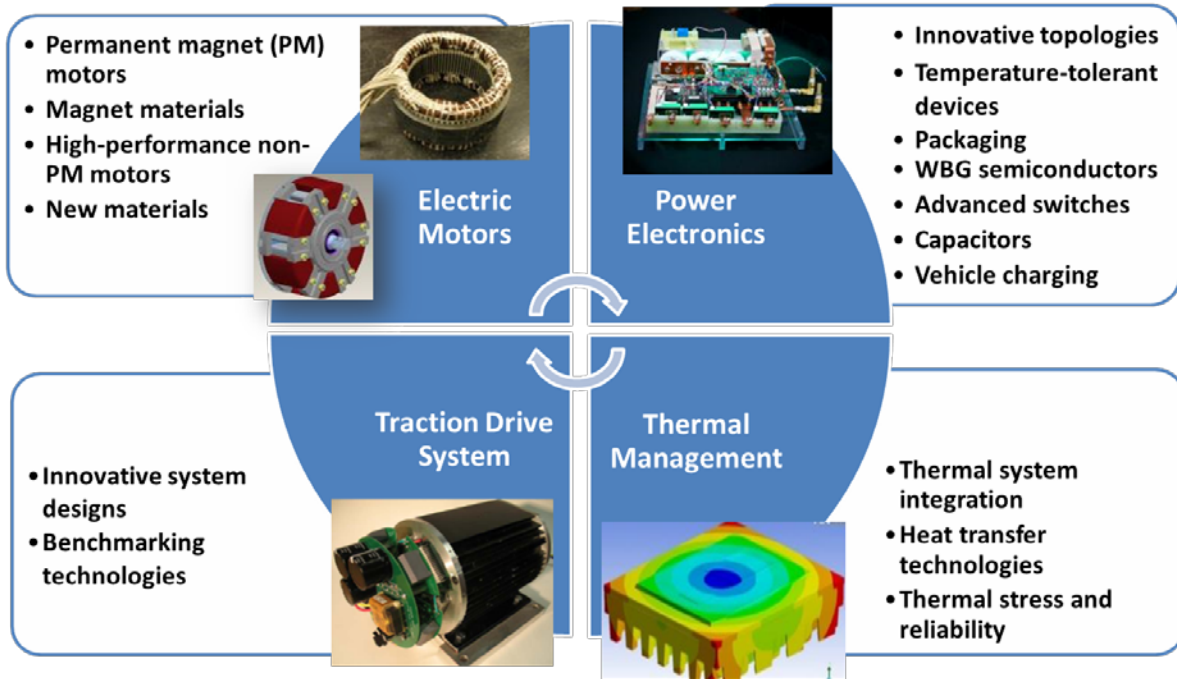 • Permanent magnet (PM)
motors
• Magnet materials
• High-performance non-
PM motors
• New materials
Electric
Motors
Power
Electronics
• Innovative topologies
• Temperature-tolerant
devices
• Packaging
• WBG semiconductors
• Advanced switches
• Capacitors
• Vehicle charging
• Innovative system
designs
• Benchmarking
technologies
Traction Drive
System
Thermal
Management
• Thermal system
integration
• Heat transfer
technologies
• Thermal stress and
reliability